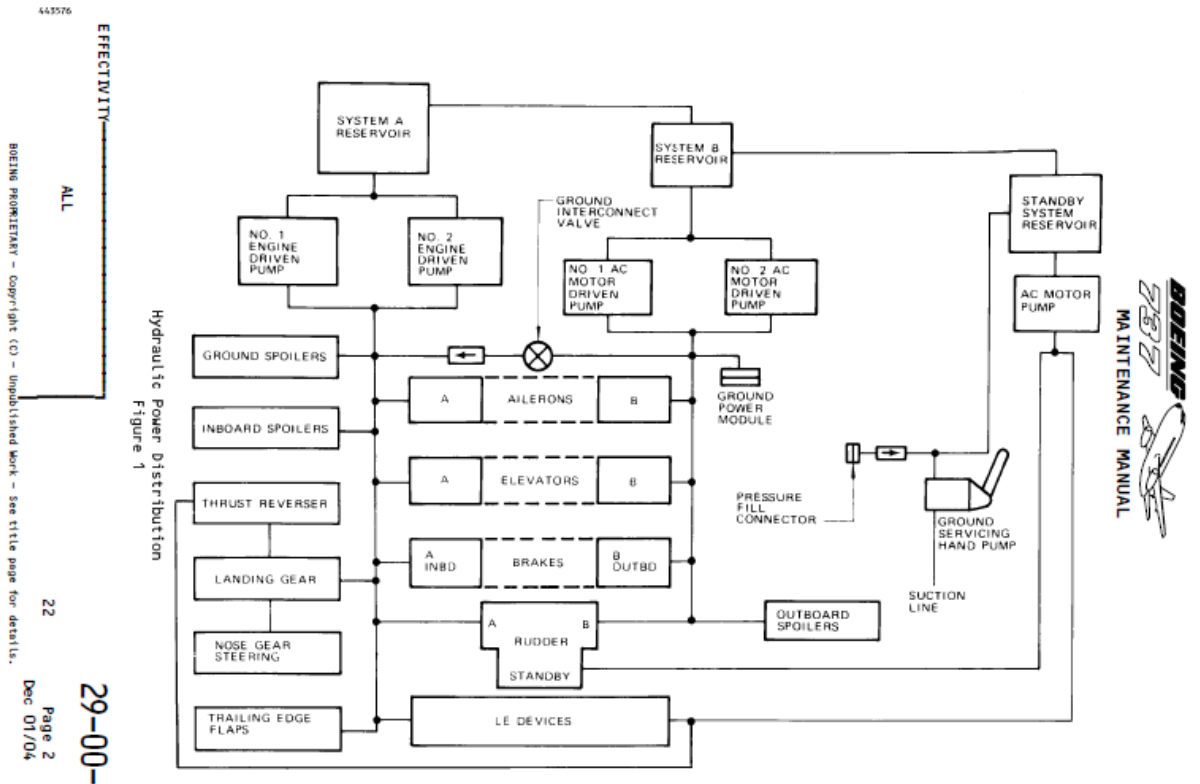 443576
EFFECTIVITY
ALL
BOEING PROPRIETARY - Copyright (C) - Unpublished Work - See title page for details.
22
29-00-
Page 2
Dec 01/04
BOEING
737
MAINTENANCE MANUAL
SYSTEM A
RESERVOIR
SYSTEM B
RESERVOIR
STANDBY
SYSTEM
RESERVOIR
NO. 1
ENGINE
DRIVEN
PUMP
NO. 2
ENGINE
DRIVEN
PUMP
GROUND
INTERCONNECT
VALVE
NO. 1 AC
MOTOR
DRIVEN
PUMP
NO. 2 AC
MOTOR
DRIVEN
PUMP
AC MOTOR
PUMP
GROUND SPOILERS
GROUND
POWER
MODULE
A
AILERONS
B
INBOARD SPOILERS
A
ELEVATORS
B
THRUST REVERSER
PRESSURE
FILL
CONNECTOR
GROUND
SERVICING
HAND PUMP
A
INBD
BRAKES
B
OUTBD
LANDING GEAR
SUCTION
LINE
A
RUDDER
B
STANDBY
OUTBOARD
SPOILERS
NOSE GEAR
STEERING
TRAILING EDGE
FLAPS
LE DEVICES
Hydraulic Power Distribution
Figure 1